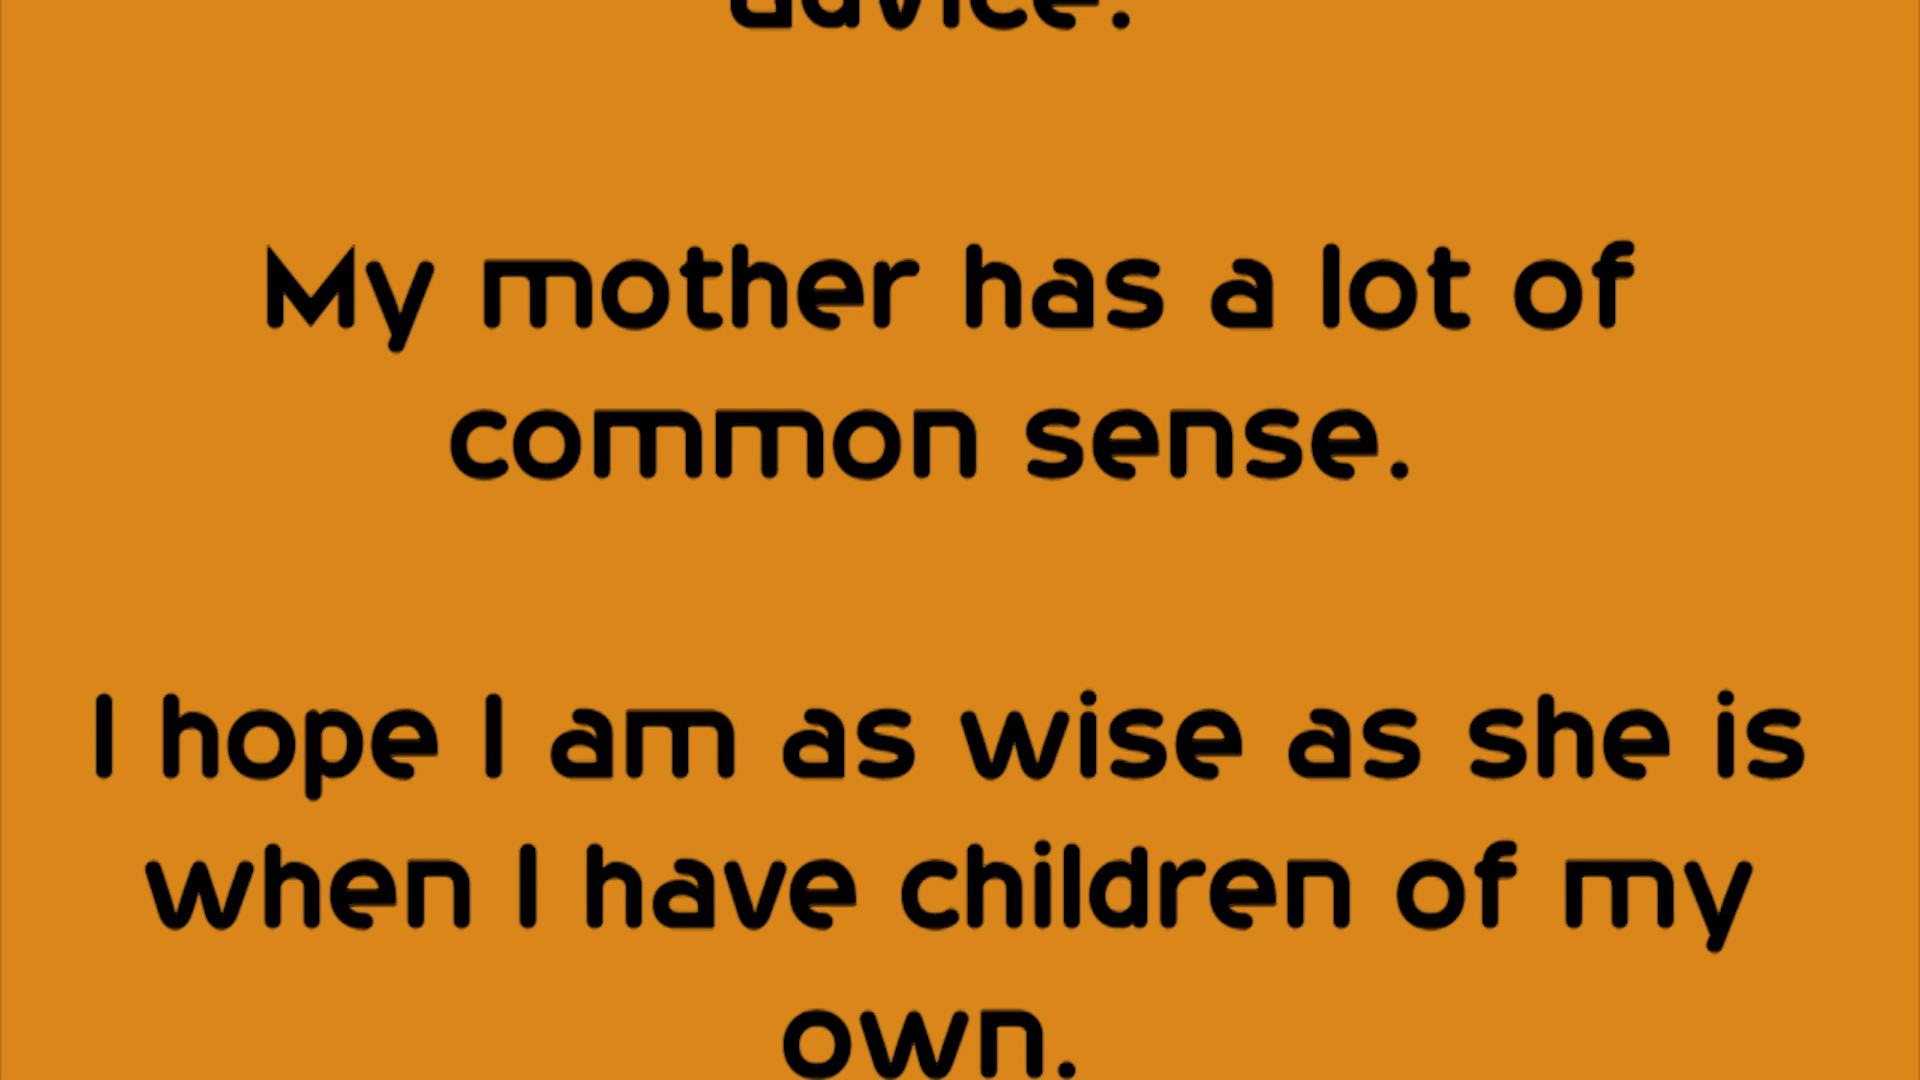 advice.
My mother has a lot of
common sense.
I hope I am as wise as she is
when I have children of my
own.